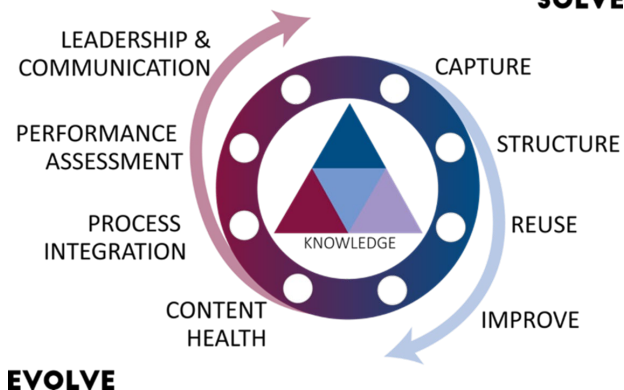 SOLVE
LEADERSHIP &
COMMUNICATION
CAPTURE
PERFORMANCE
ASSESSMENT
STRUCTURE
PROCESS
INTEGRATION
REUSE
KNOWLEDGE
CONTENT
HEALTH
IMPROVE
EVOLVE